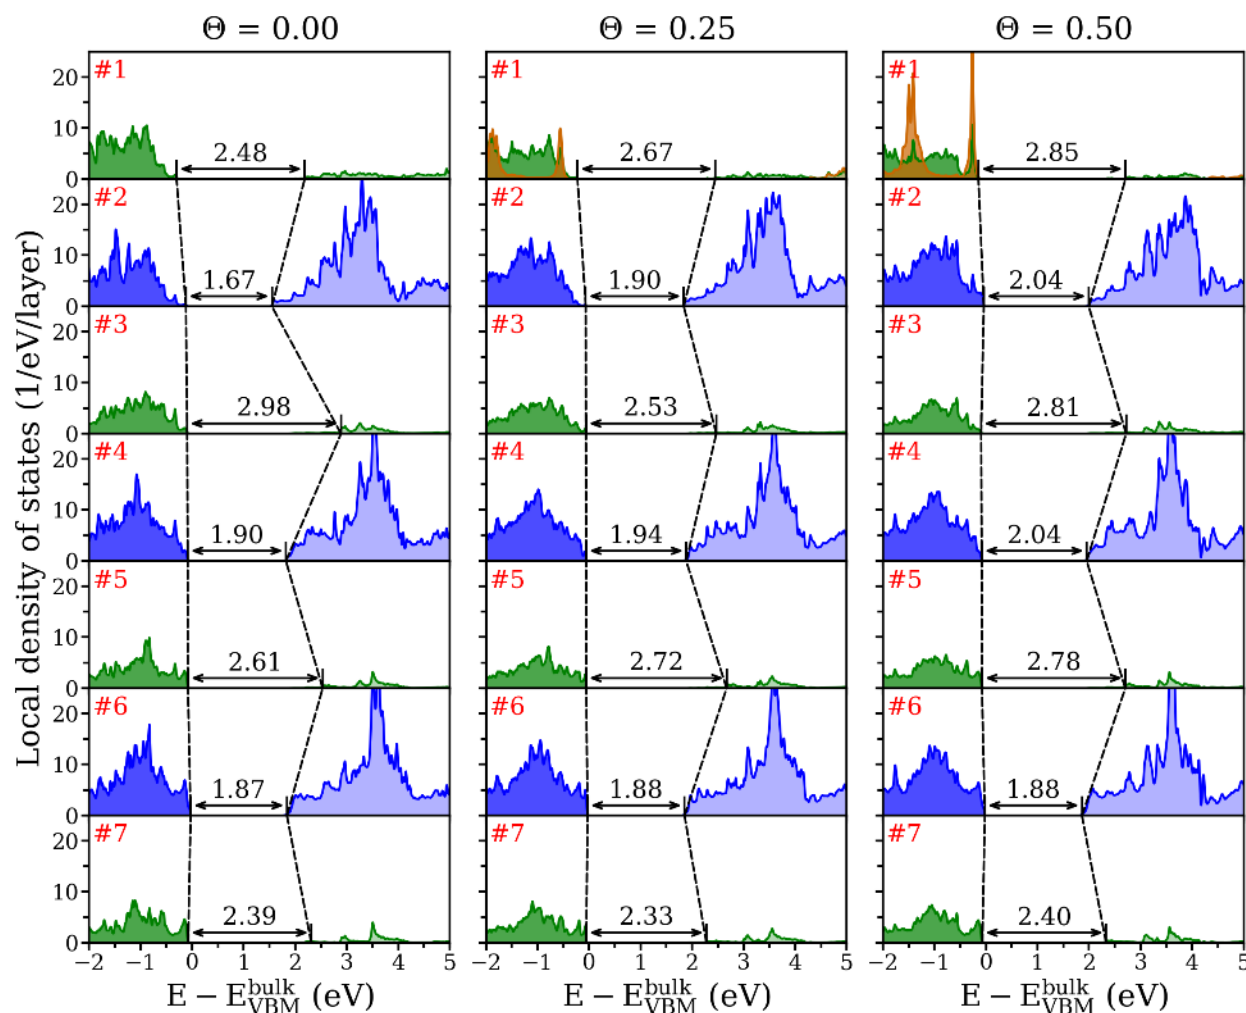 Θ = 0.00 Θ = 0.25 Θ = 0.50
Local density of states (1/eV/layer)
20 #1 #1 #1
10 2.48 2.67 2.85
0
20 #2 #2 #2
10 1.67 1.90 2.04
0
20 #3 #3 #3
10 2.98 2.53 2.81
0
20 #4 #4 #4
10 1.90 1.94 2.04
0
20 #5 #5 #5
10 2.61 2.72 2.78
0
20 #6 #6 #6
10 1.87 1.88 1.88
0
20 #7 #7 #7
10 2.39 2.33 2.40
0
−2 −1 0 1 2 3 4 5 −2 −1 0 1 2 3 4 5 −2 −1 0 1 2 3 4 5
E − E^bulk_VBM (eV) E − E^bulk_VBM (eV) E − E^bulk_VBM (eV)